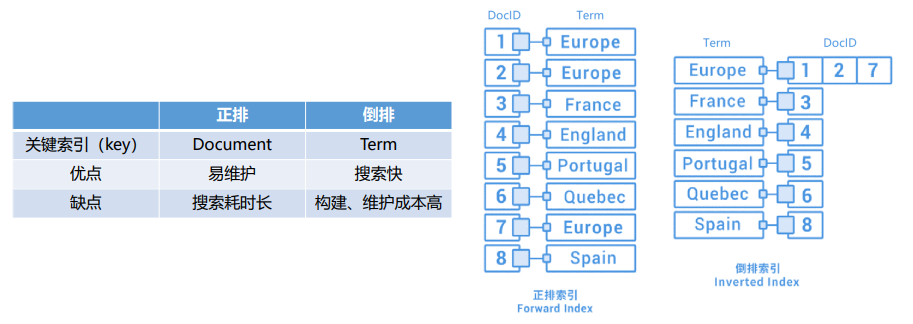 正排 倒排
关键索引（key） Document Term
优点 易维护 搜索快
缺点 搜索耗时长 构建、维护成本高
DocID Term
1 Europe
2 Europe
3 France
4 England
5 Portugal
6 Quebec
7 Europe
8 Spain
正排索引
Forward Index
Term DocID
Europe 1 2 7
France 3
England 4
Portugal 5
Quebec 6
Spain 8
倒排索引
Inverted Index